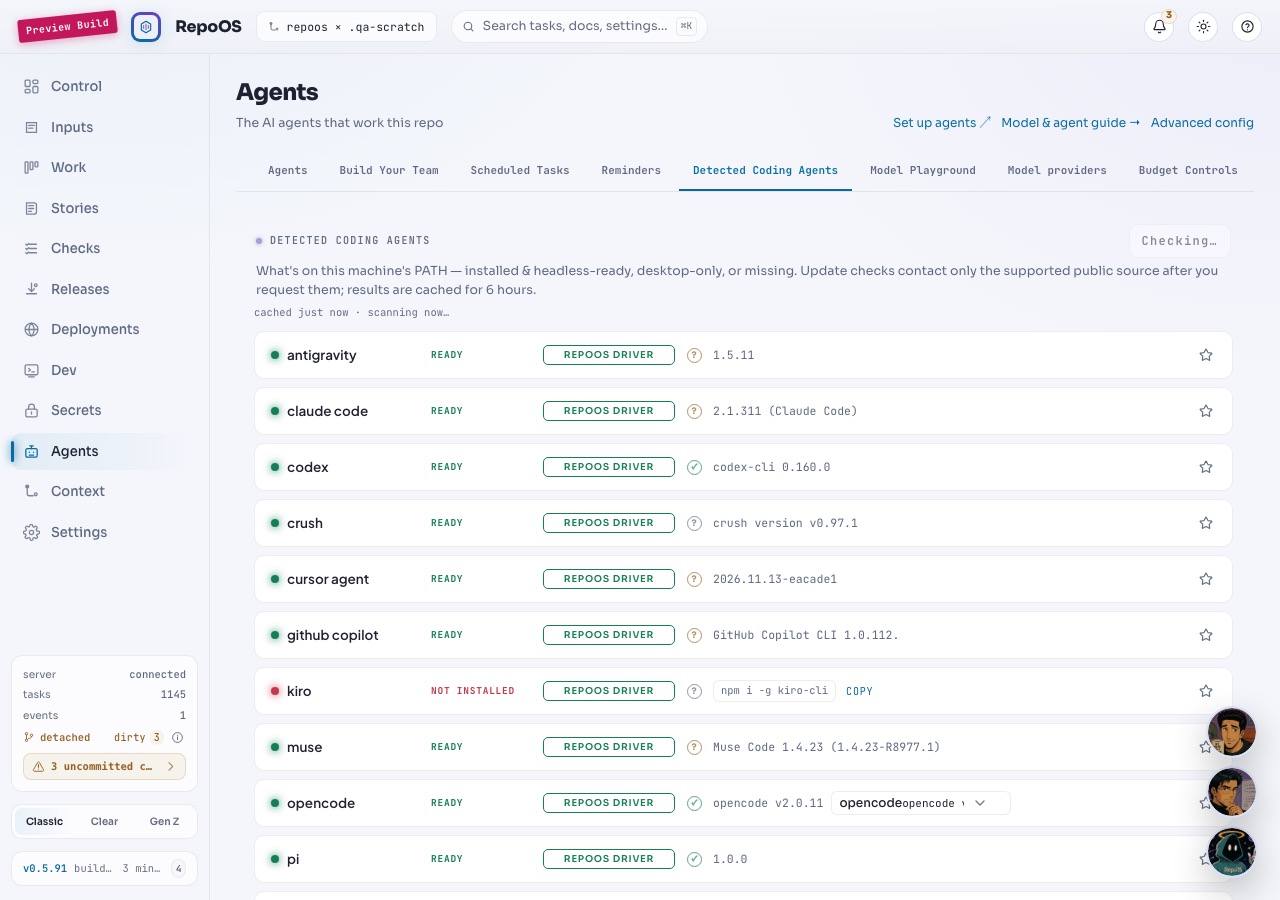 Preview Build
RepoOS
repoos × .qa-scratch
Search tasks, docs, settings... ⌘K
3
Control
Inputs
Work
Stories
Checks
Releases
Deployments
Dev
Secrets
Agents
Context
Settings
server connected
tasks 1145
events 1
detached dirty 3
3 uncommitted c…
Classic Clear Gen Z
v0.5.91 build… 3 min… 4
Agents
The AI agents that work this repo
Set up agents ↗ Model & agent guide → Advanced config
Agents Build Your Team Scheduled Tasks Reminders Detected Coding Agents Model Playground Model providers Budget Controls
DETECTED CODING AGENTS
Checking…
What's on this machine's PATH — installed & headless-ready, desktop-only, or missing. Update checks contact only the supported public source after you
request them; results are cached for 6 hours.
cached just now · scanning now…
antigravity READY REPOOS DRIVER ? 1.5.11
claude code READY REPOOS DRIVER ? 2.1.311 (Claude Code)
codex READY REPOOS DRIVER ✓ codex-cli 0.160.0
crush READY REPOOS DRIVER ? crush version v0.97.1
cursor agent READY REPOOS DRIVER ? 2026.11.13-eacade1
github copilot READY REPOOS DRIVER ? GitHub Copilot CLI 1.0.112.
kiro NOT INSTALLED REPOOS DRIVER ? npm i -g kiro-cli COPY
muse READY REPOOS DRIVER ? Muse Code 1.4.23 (1.4.23-R8977.1)
opencode READY REPOOS DRIVER ✓ opencode v2.0.11 opencode opencode
pi READY REPOOS DRIVER ✓ 1.0.0
RepoOS